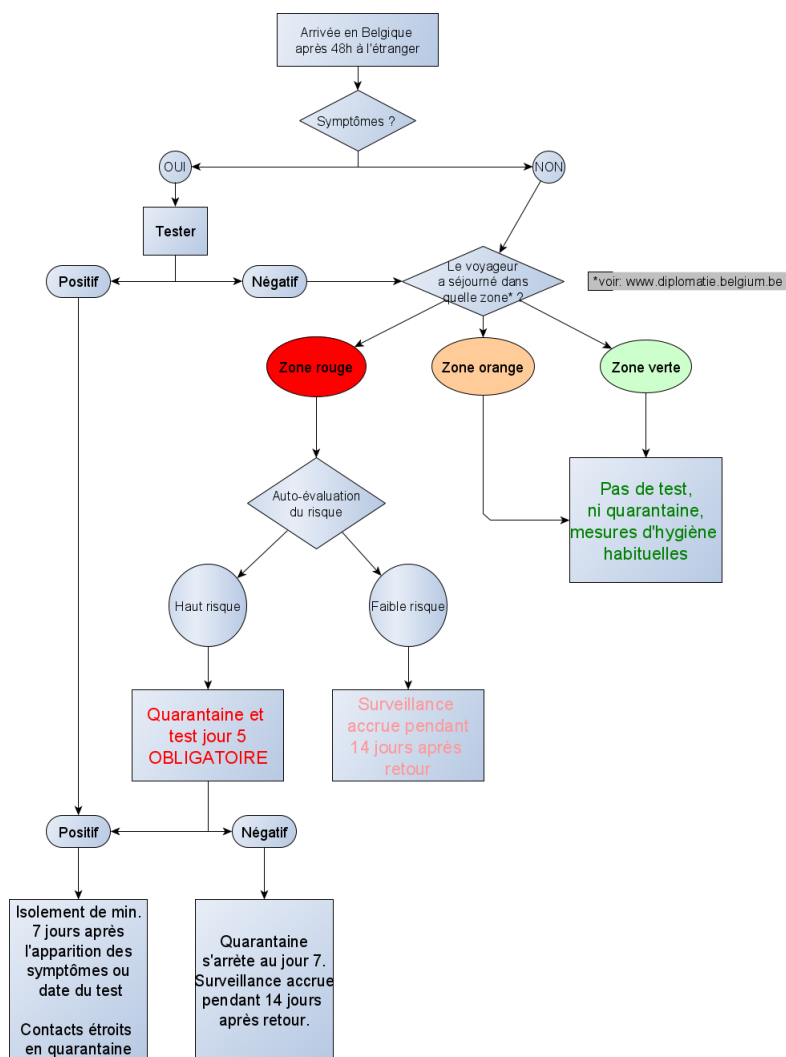 Arrivée en Belgique
après 48h à l'étranger
Symptômes ?
OUI
NON
Tester
Positif
Négatif
Le voyageur
a séjourné dans
quelle zone* ?
*voir: www.diplomatie.belgium.be
Zone rouge
Zone orange
Zone verte
Auto-évaluation
du risque
Pas de test,
ni quarantaine,
mesures d'hygiène
habituelles
Haut risque
Faible risque
Quarantaine et
test jour 5
OBLIGATOIRE
Surveillance
accrue pendant
14 jours après
retour
Positif
Négatif
Isolement de min.
7 jours après
l'apparition des
symptômes ou
date du test
Contacts étroits
en quarantaine
Quarantaine
s'arrète au jour 7.
Surveillance accrue
pendant 14 jours
après retour.